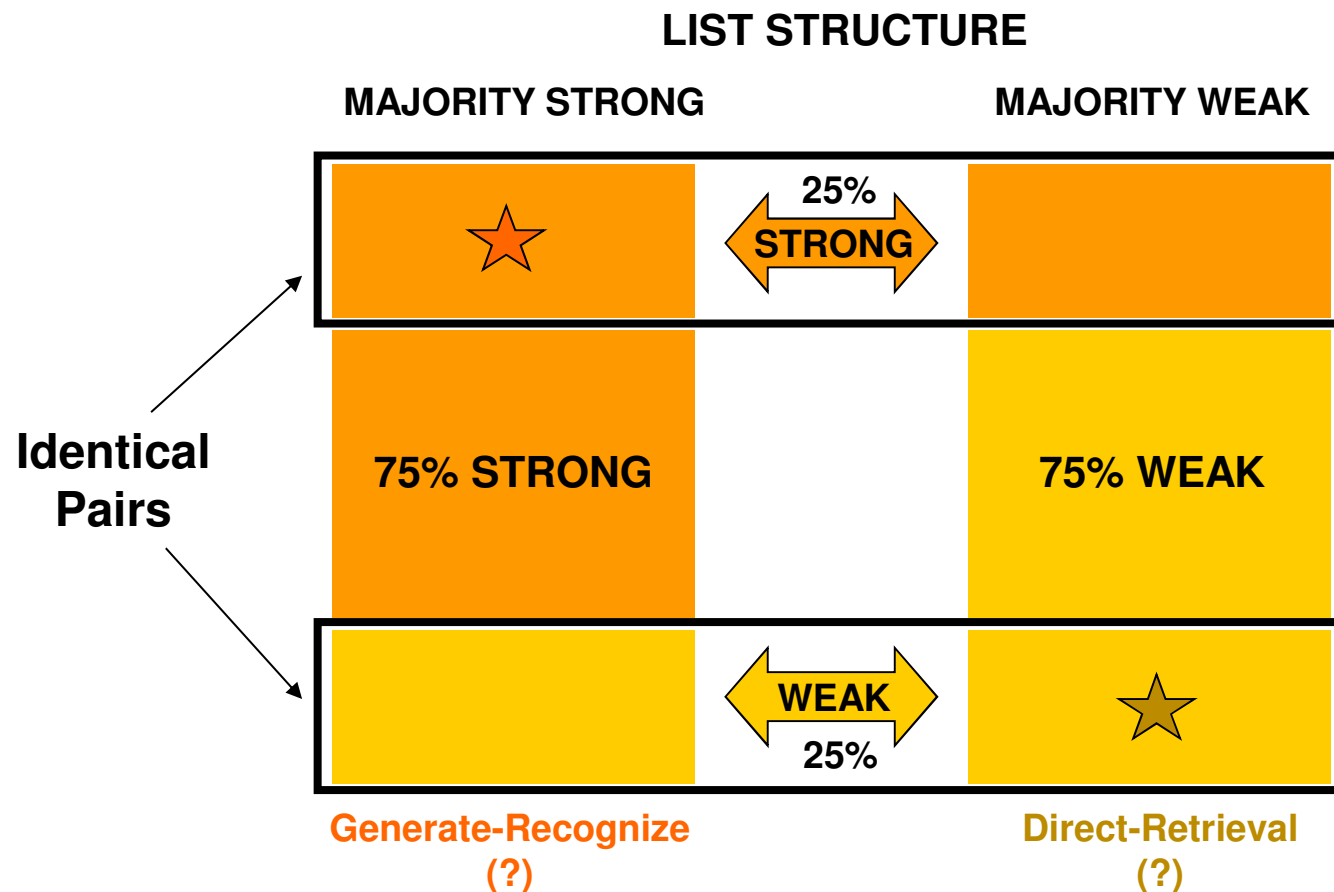 LIST STRUCTURE
MAJORITY STRONG
MAJORITY WEAK
25%
STRONG
Identical
Pairs
75% STRONG
75% WEAK
WEAK
25%
Generate-Recognize
(?)
Direct-Retrieval
(?)